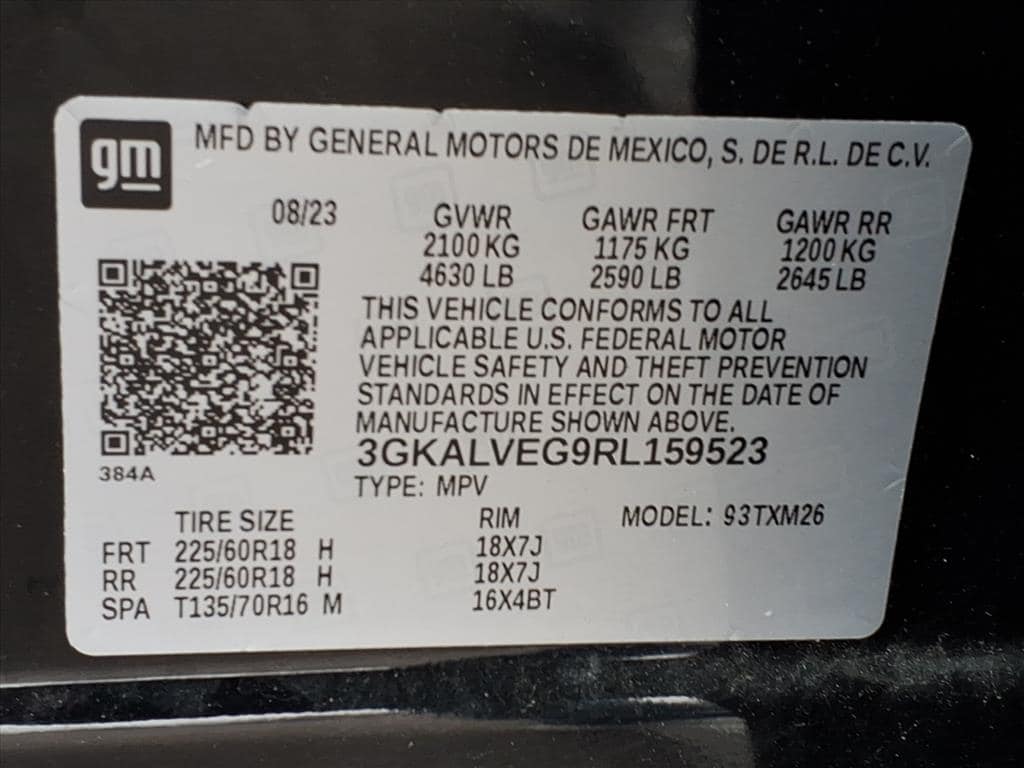 gm
MFD BY GENERAL MOTORS DE MEXICO, S. DE R.L. DE C.V.
08/23 GVWR GAWR FRT GAWR RR
2100 KG 1175 KG 1200 KG
4630 LB 2590 LB 2645 LB
THIS VEHICLE CONFORMS TO ALL
APPLICABLE U.S. FEDERAL MOTOR
VEHICLE SAFETY AND THEFT PREVENTION
STANDARDS IN EFFECT ON THE DATE OF
MANUFACTURE SHOWN ABOVE.
3GKALVEG9RL159523
384A
TYPE: MPV
TIRE SIZE RIM MODEL: 93TXM26
FRT 225/60R18 H 18X7J
RR 225/60R18 H 18X7J
SPA T135/70R16 M 16X4BT